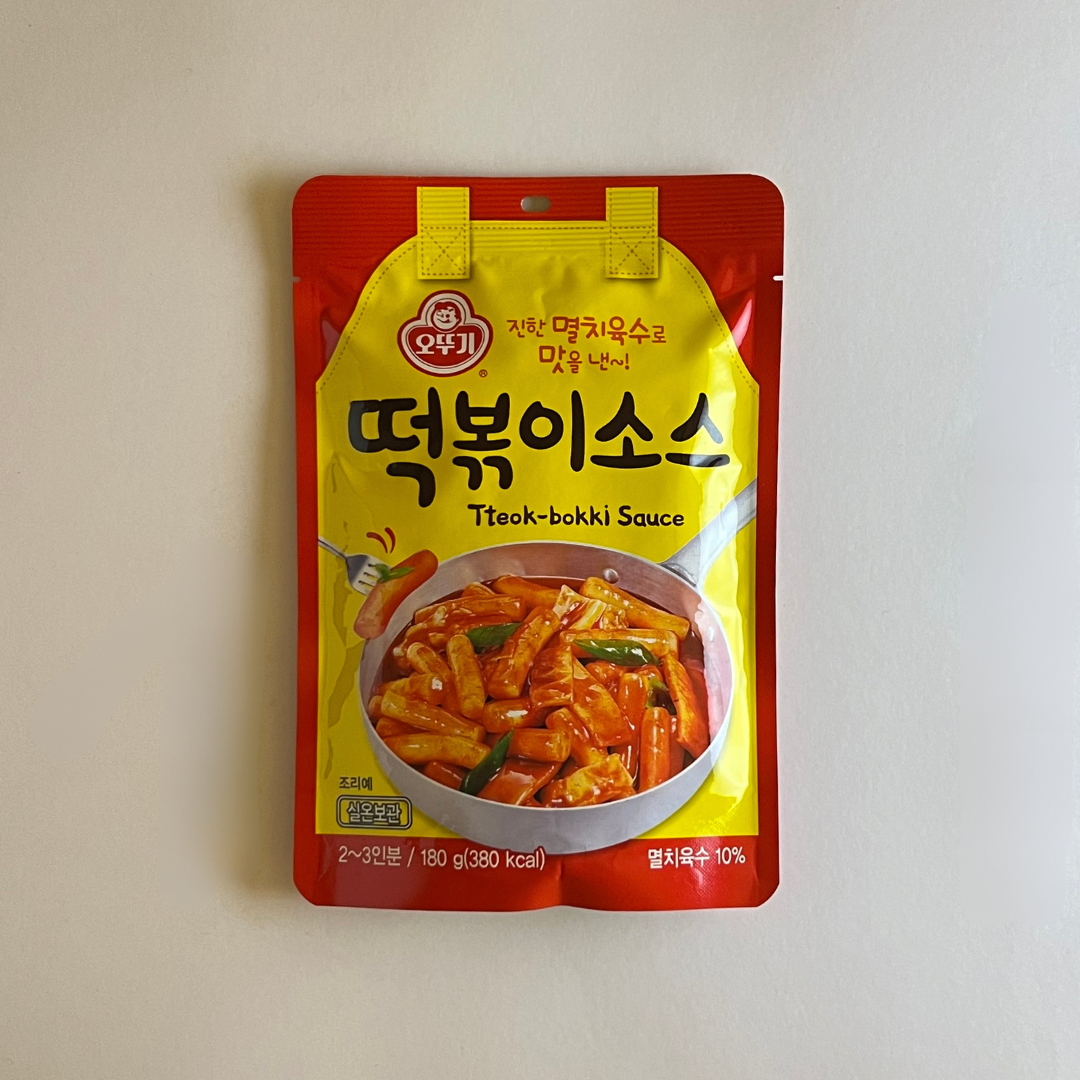 오뚜기
®
진한 멸치육수로
맛을 낸~!
떡볶이소스
Tteok-bokki Sauce
조리예
실온보관
2~3인분 / 180 g(380 kcal)
멸치육수 10%